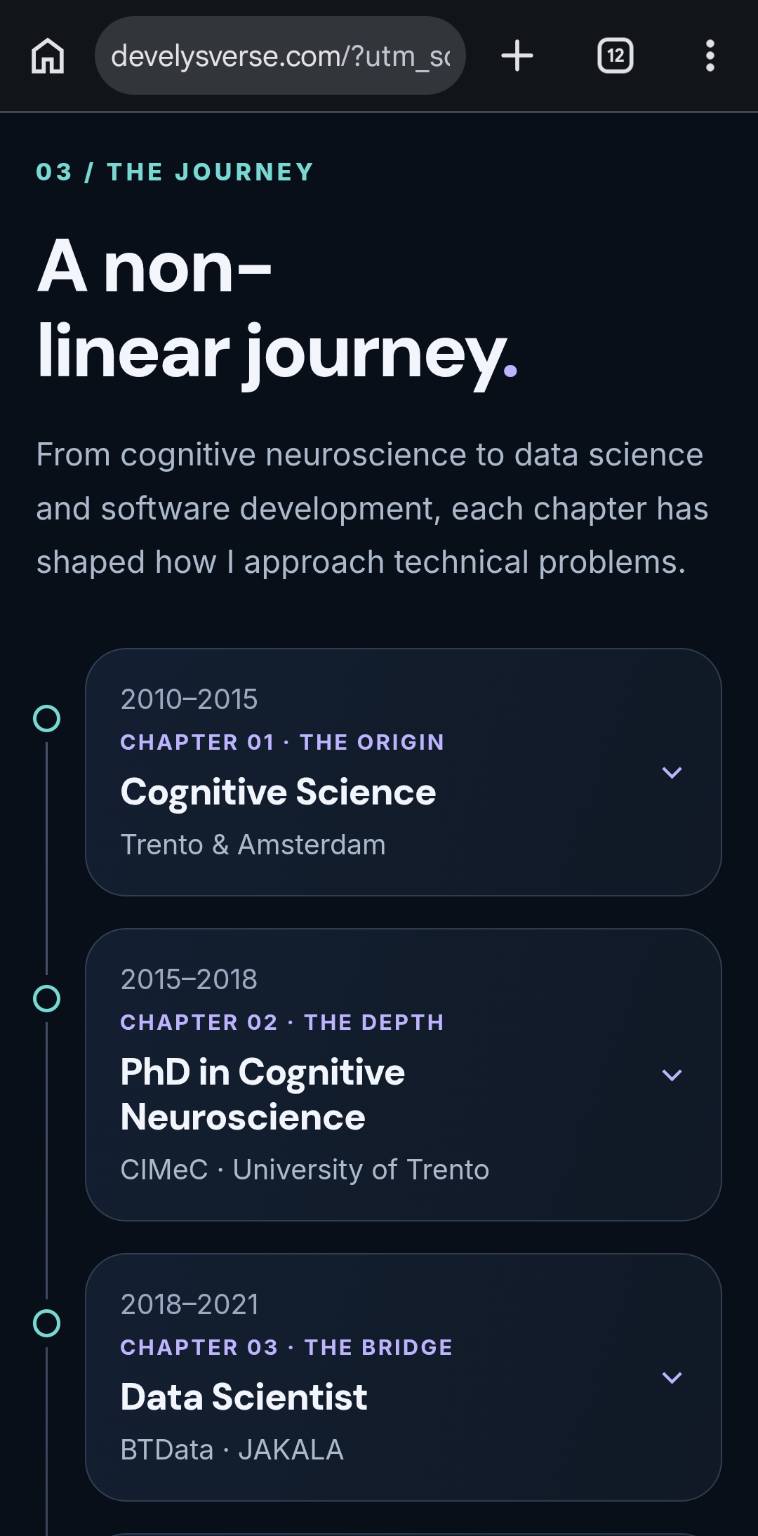 develysverse.com/?utm_sc
12
03 / THE JOURNEY
A non-
linear journey.
From cognitive neuroscience to data science
and software development, each chapter has
shaped how I approach technical problems.
2010–2015
CHAPTER 01 · THE ORIGIN
Cognitive Science
Trento & Amsterdam
2015–2018
CHAPTER 02 · THE DEPTH
PhD in Cognitive
Neuroscience
CIMeC · University of Trento
2018–2021
CHAPTER 03 · THE BRIDGE
Data Scientist
BTData · JAKALA